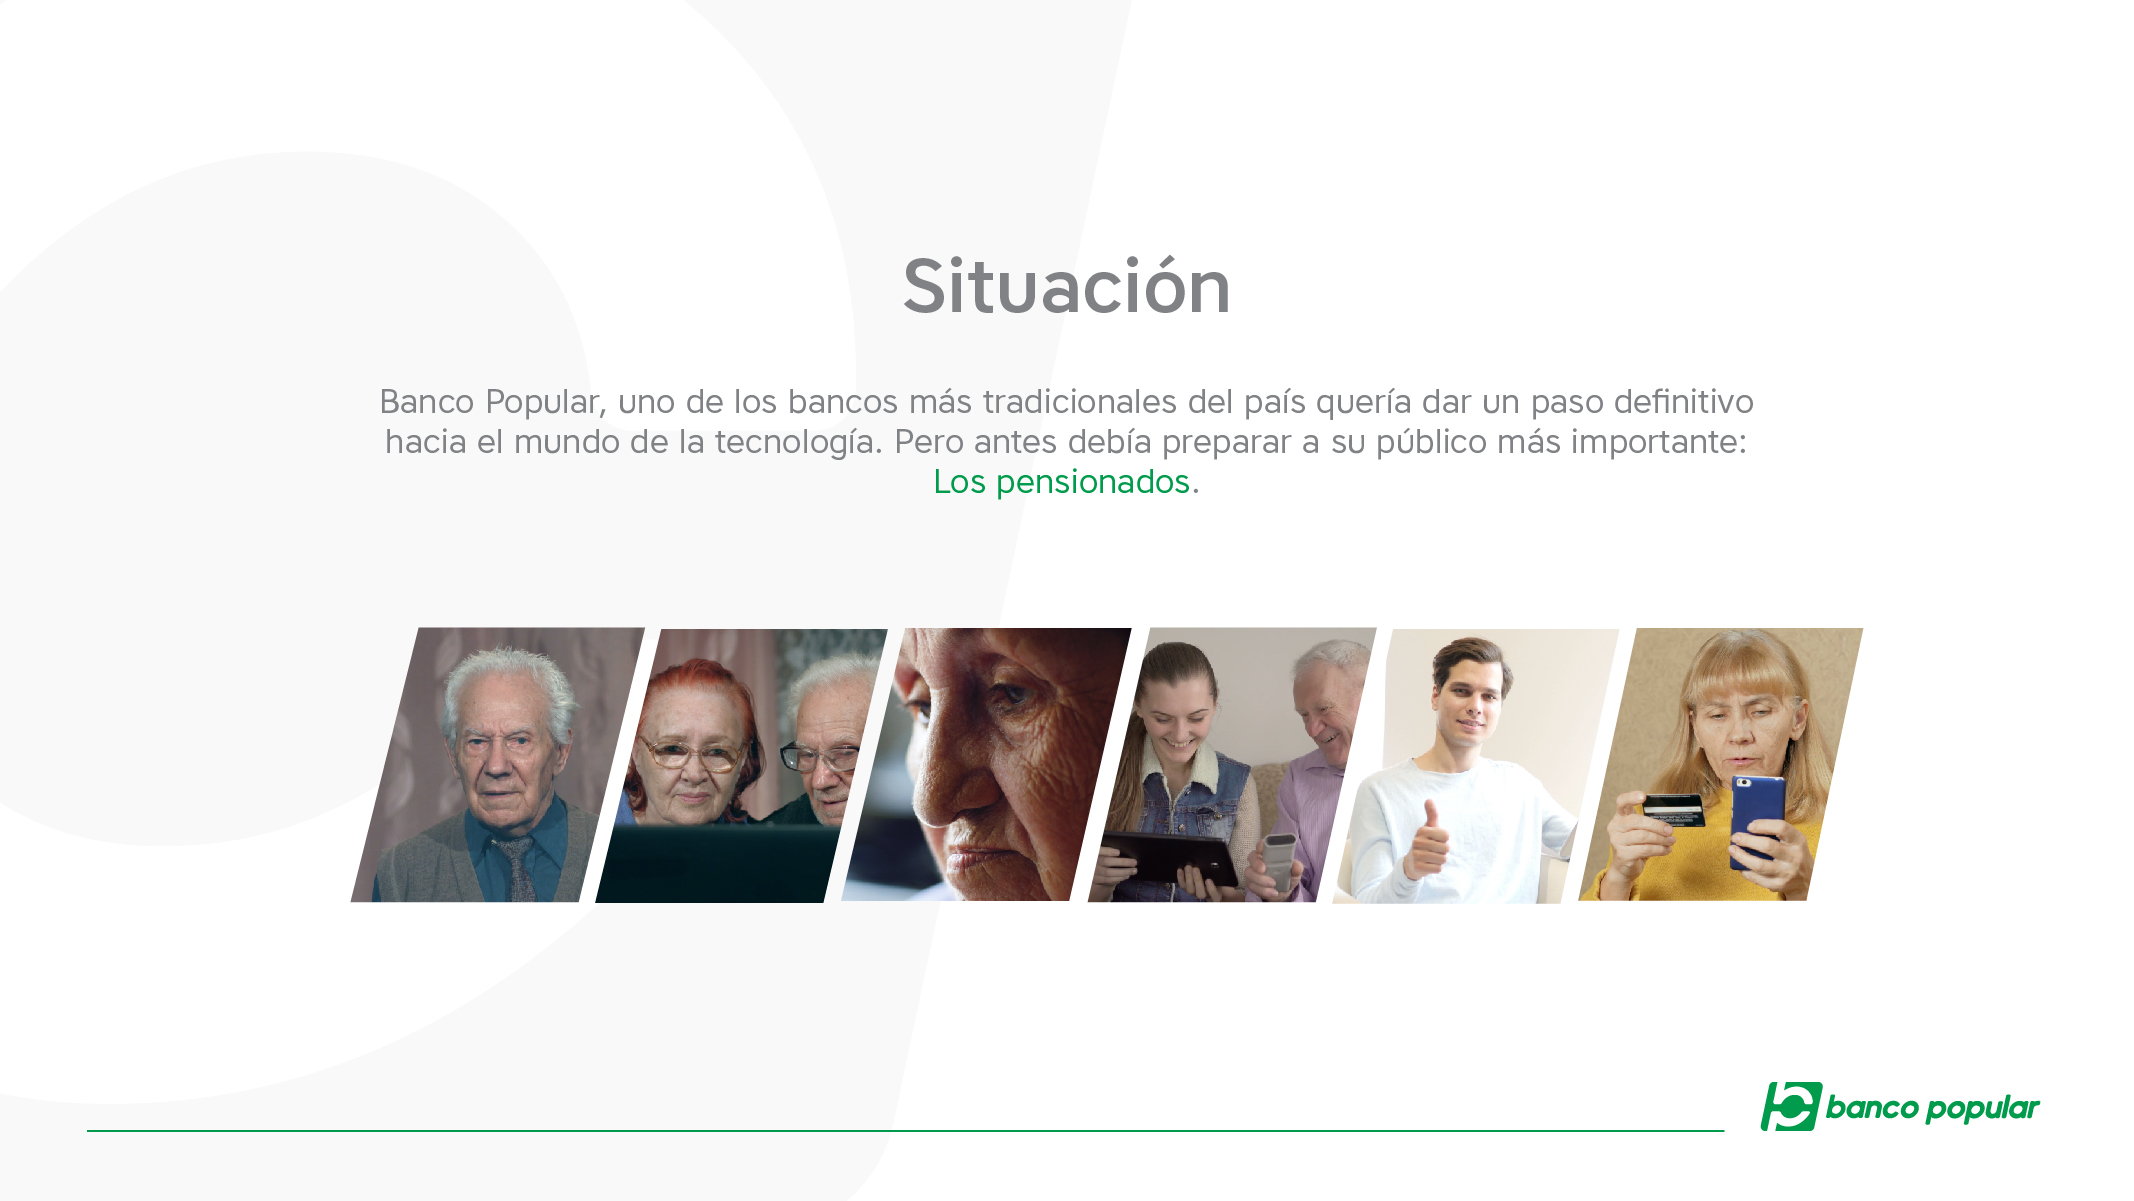 Situación
Banco Popular, uno de los bancos más tradicionales del país quería dar un paso definitivo
hacia el mundo de la tecnología. Pero antes debía preparar a su público más importante:
Los pensionados.
banco popular